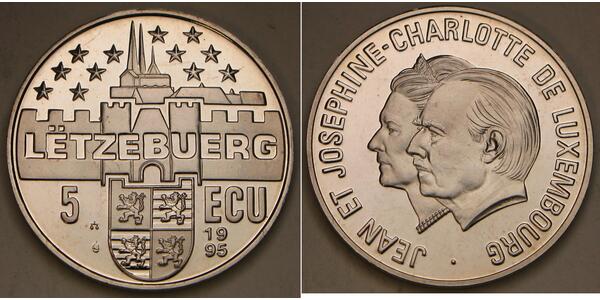 LËTZEBUERG
5 ECU
19
95
JEAN ET JOSEPHINE-CHARLOTTE DE LUXEMBOURG